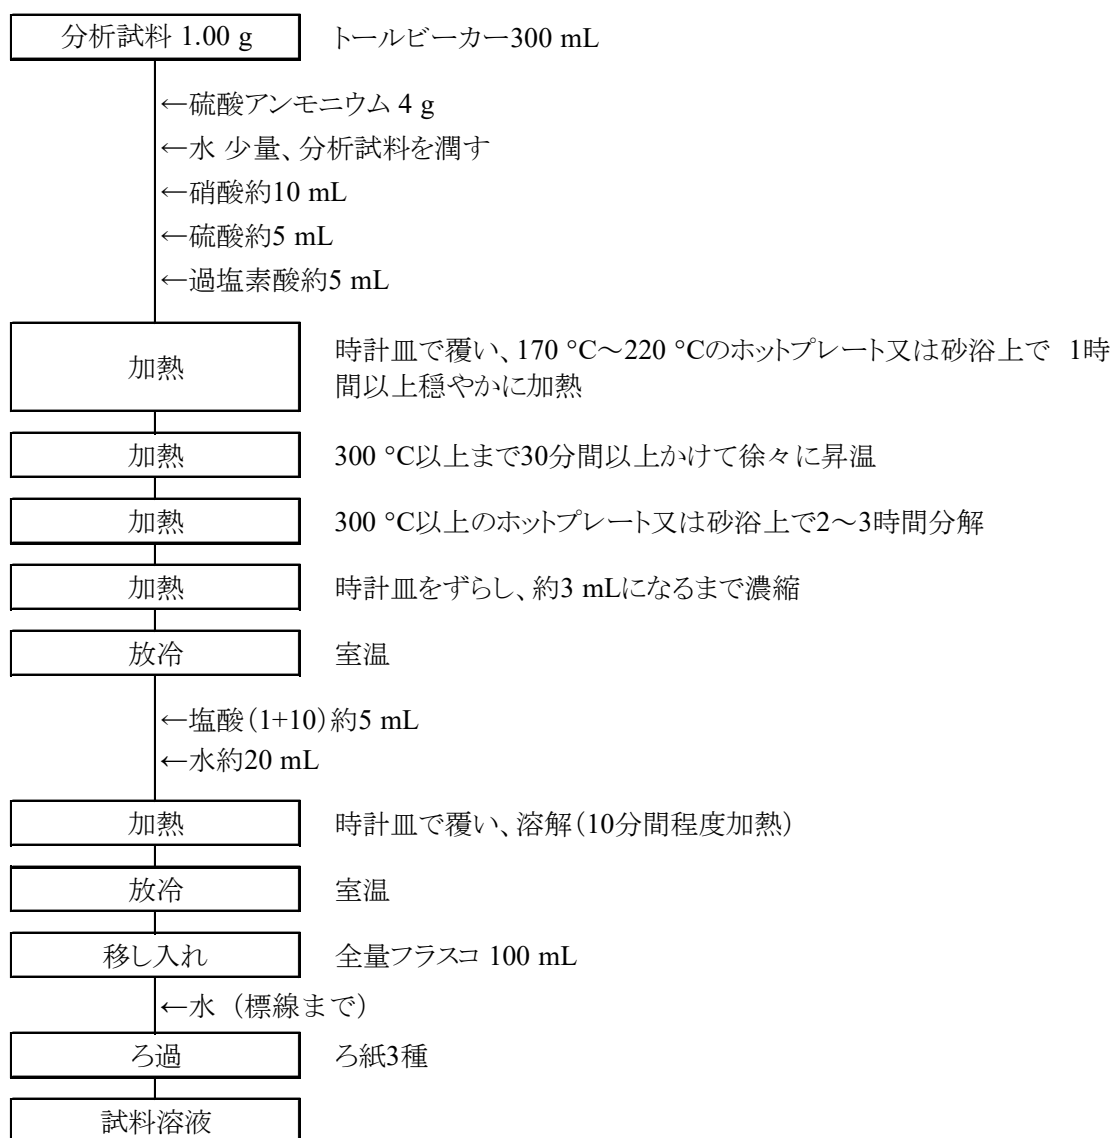 分析試料 1.00 g トールビーカー300 mL
←硫酸アンモニウム 4 g
←水 少量、分析試料を潤す
←硝酸約10 mL
←硫酸約5 mL
←過塩素酸約5 mL
加熱 時計皿で覆い、170 °C～220 °Cのホットプレート又は砂浴上で 1時
間以上穏やかに加熱
加熱 300 °C以上まで30分間以上かけて徐々に昇温
加熱 300 °C以上のホットプレート又は砂浴上で2～3時間分解
加熱 時計皿をずらし、約3 mLになるまで濃縮
放冷 室温
←塩酸（1+10）約5 mL
←水約20 mL
加熱 時計皿で覆い、溶解（10分間程度加熱）
放冷 室温
移し入れ 全量フラスコ 100 mL
←水（標線まで）
ろ過 ろ紙3種
試料溶液